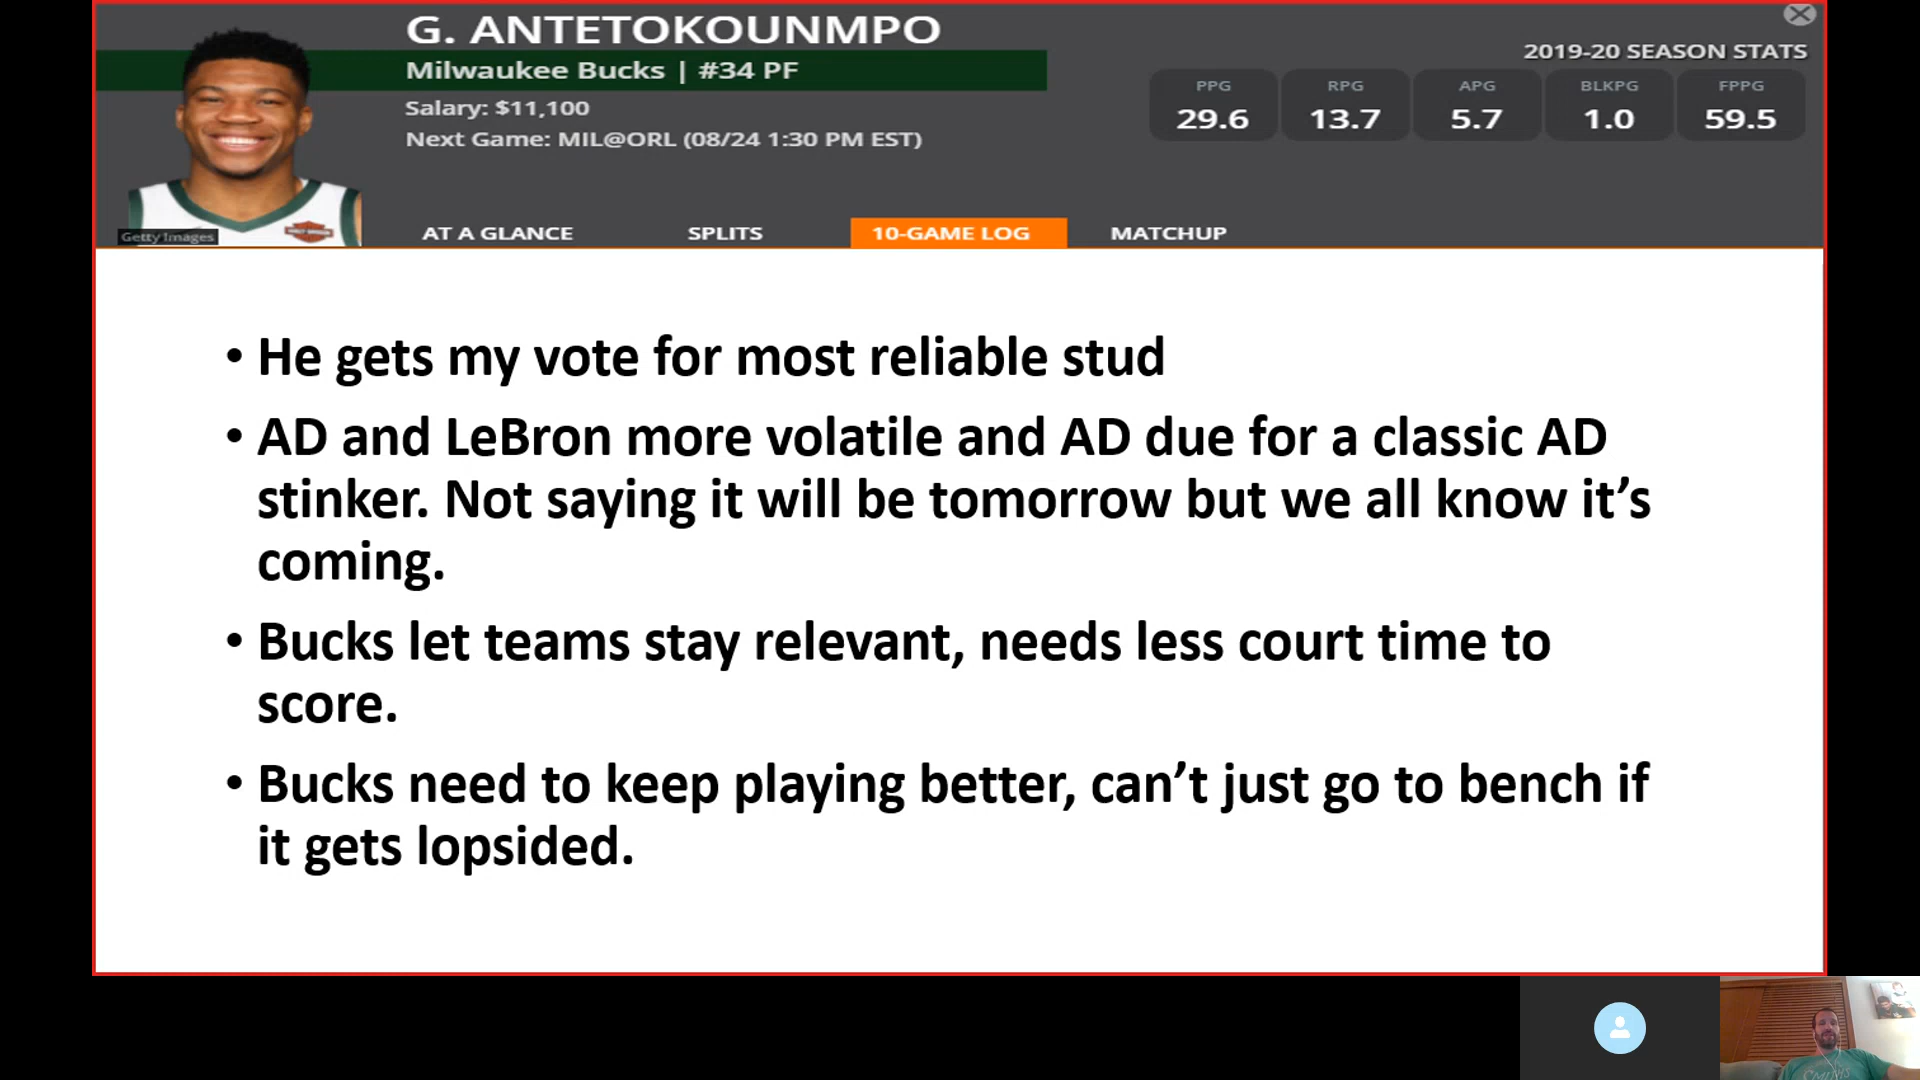 G. ANTETOKOUNMPO
Milwaukee Bucks | #34 PF
Salary: $11,100
Next Game: MIL@ORL (08/24 1:30 PM EST)
2019-20 SEASON STATS
PPG RPG APG BLKPG FPPG
29.6 13.7 5.7 1.0 59.5
Getty Images
AT A GLANCE SPLITS 10-GAME LOG MATCHUP
• He gets my vote for most reliable stud
• AD and LeBron more volatile and AD due for a classic AD
stinker. Not saying it will be tomorrow but we all know it’s
coming.
• Bucks let teams stay relevant, needs less court time to
score.
• Bucks need to keep playing better, can’t just go to bench if
it gets lopsided.